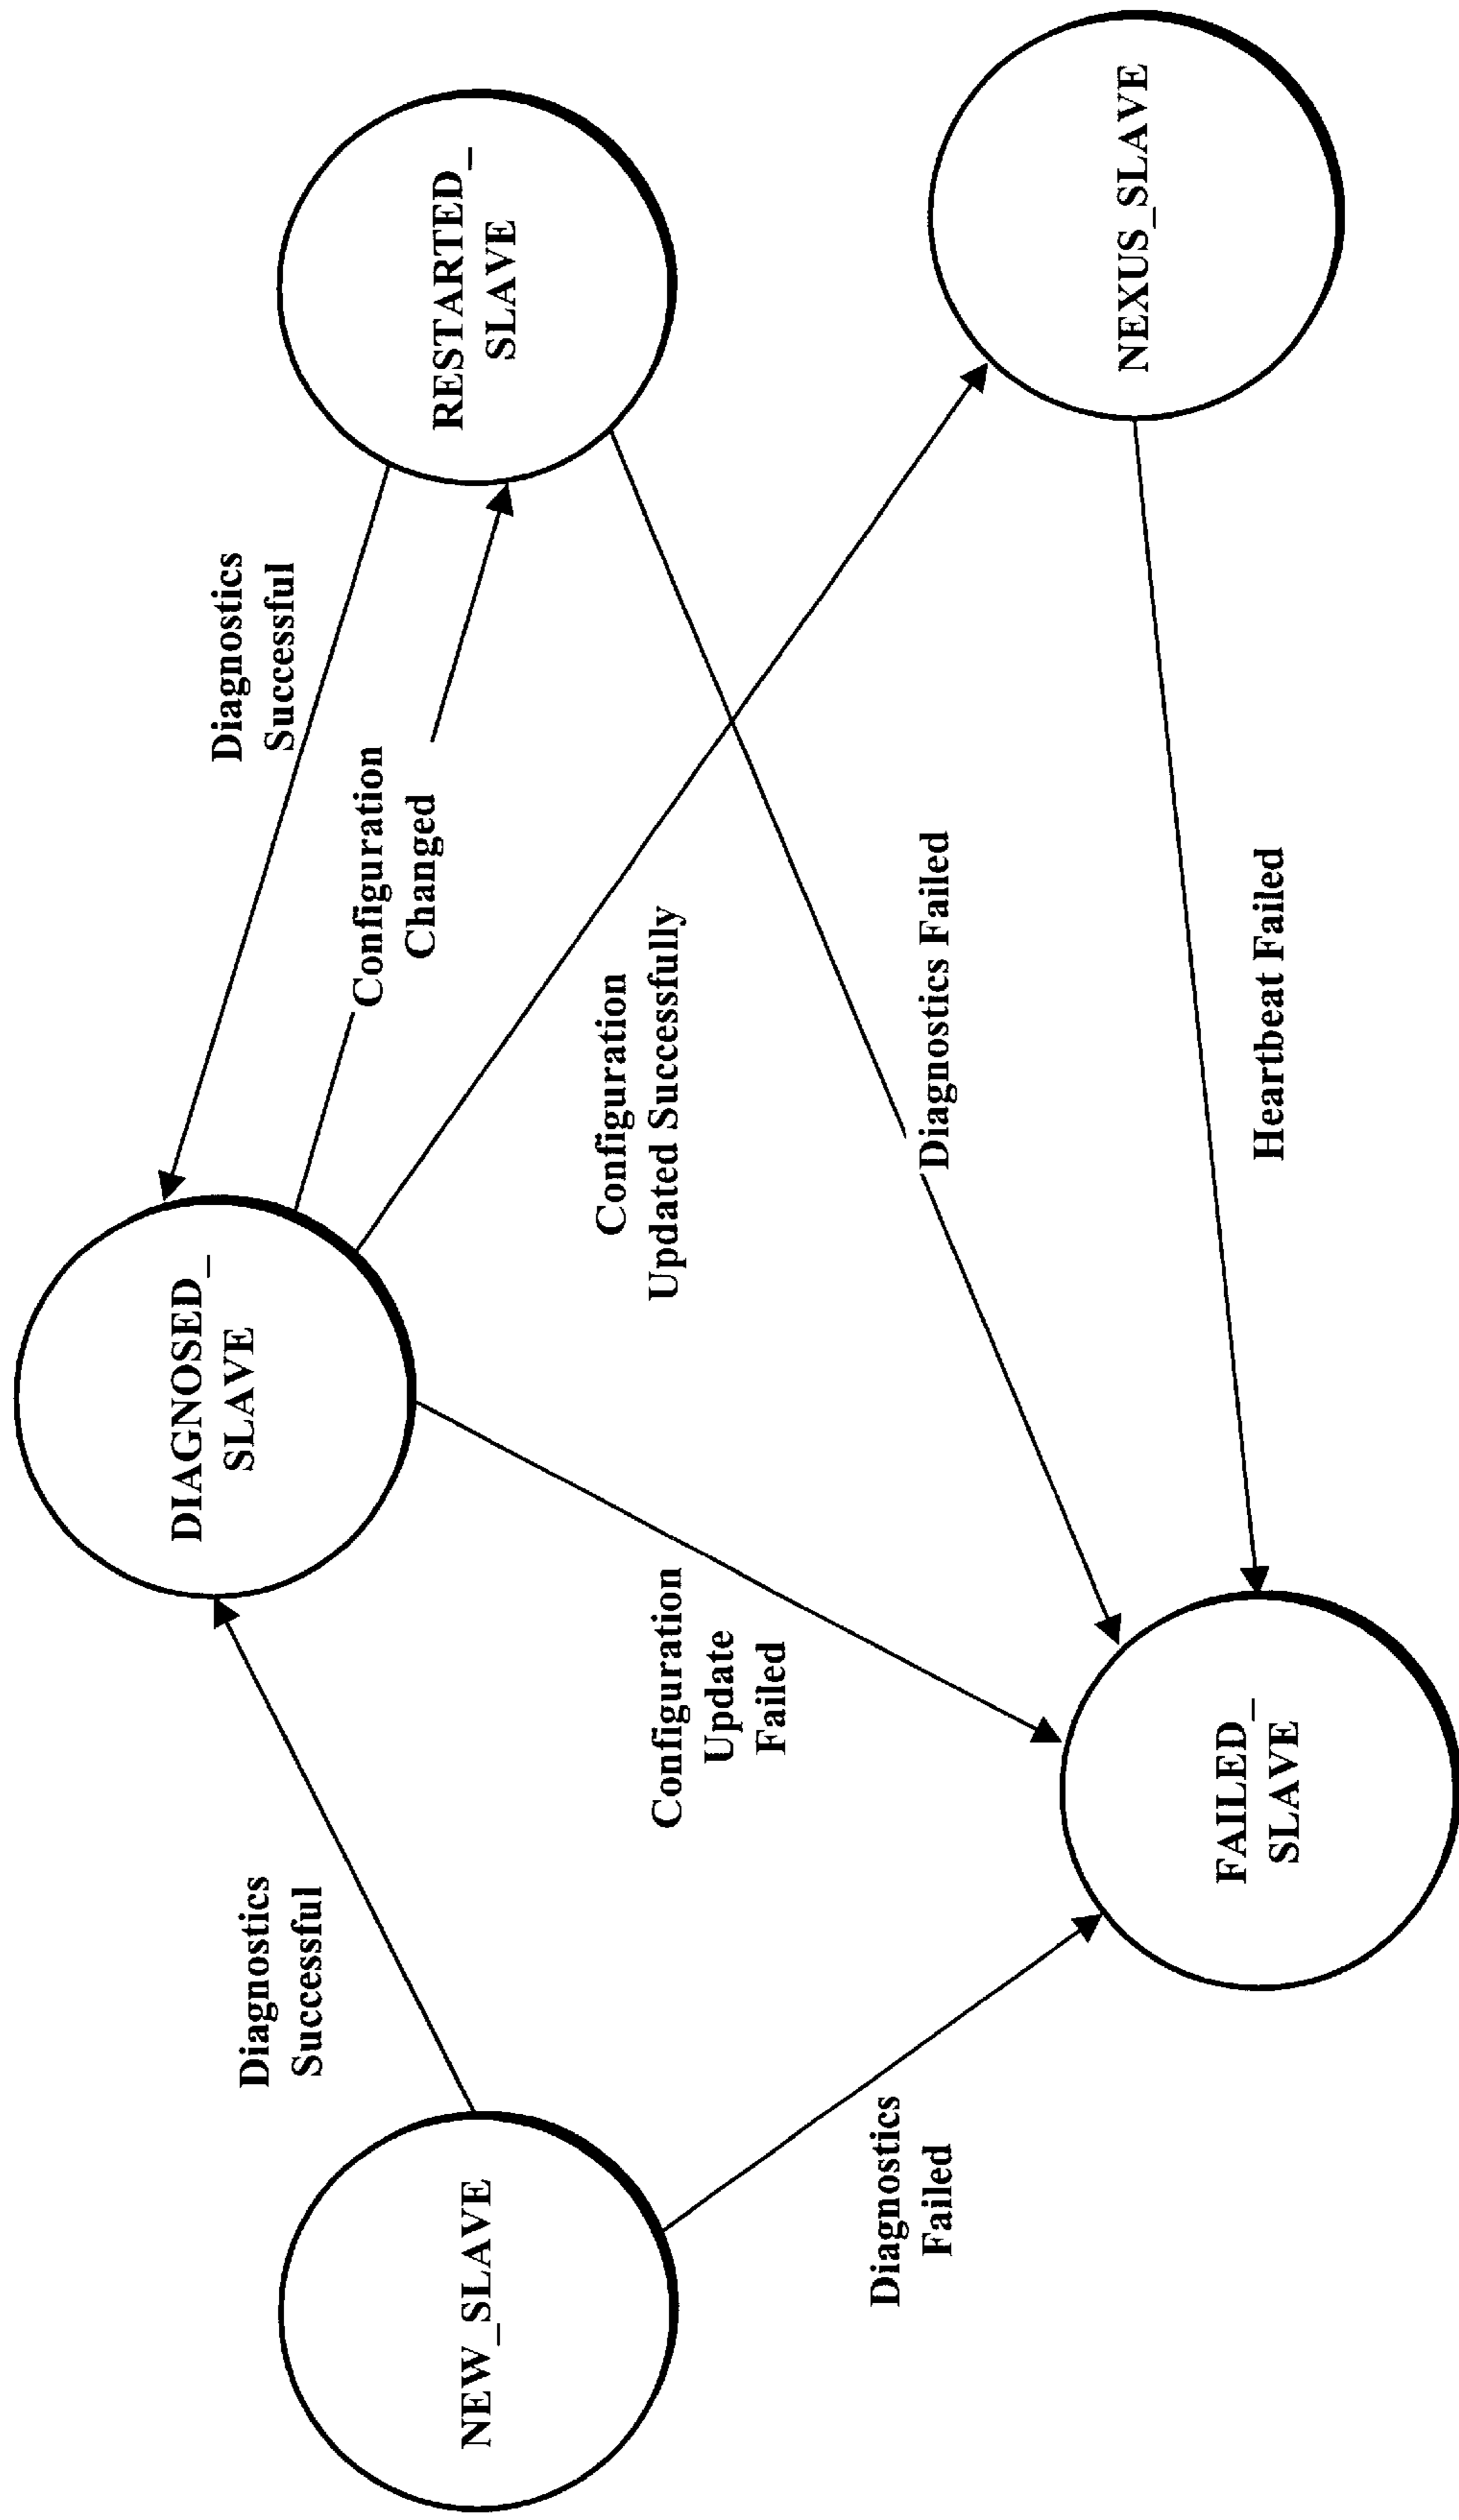 Diagnostics
Successful
DIAGNOSED_
SLAVE
Diagnostics
Successful
Configuration
Changed
RESTARTED_
SLAVE
NEW_SLAVE
Configuration
Updated Successfully
Configuration
Update
Failed
Diagnostics
Failed
Diagnostics Failed
NEXUS_SLAVE
FAILED_
SLAVE
Heartbeat Failed